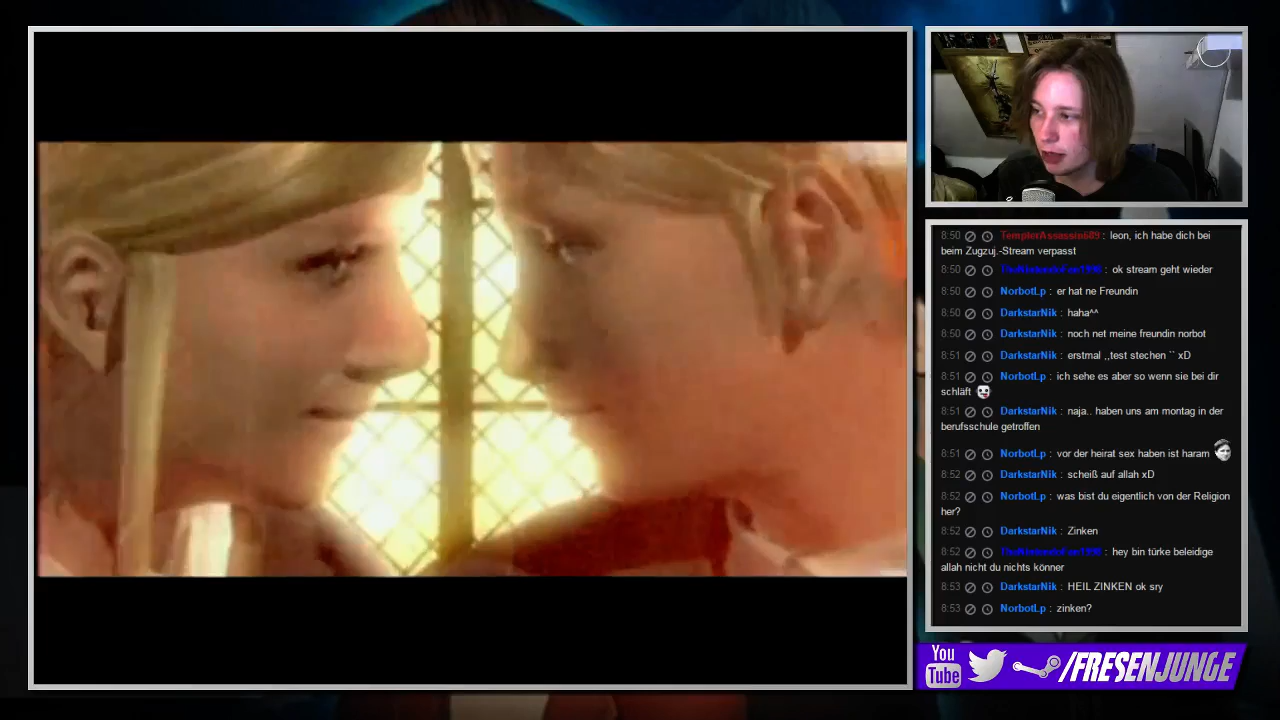 8:50 TemplerAssassin689 : leon, ich habe dich bei
beim Zugzuj.-Stream verpasst
8:50 : ok stream geht wieder
8:50 NorbotLp : er hat ne Freundin
8:50 DarkstarNik : haha^^
8:50 DarkstarNik : noch net meine freundin norbot
8:51 DarkstarNik : erstmal ,,test stechen `` xD
8:51 NorbotLp : ich sehe es aber so wenn sie bei dir
schläft
8:51 DarkstarNik : naja.. haben uns am montag in der
berufsschule getroffen
8:51 NorbotLp : vor der heirat sex haben ist haram
8:52 DarkstarNik : scheiß auf allah xD
8:52 NorbotLp : was bist du eigentlich von der Religion
her?
8:52 DarkstarNik : Zinken
8:52 : hey bin türke beleidige
allah nicht du nichts könner
8:53 DarkstarNik : HEIL ZINKEN ok sry
8:53 NorbotLp : zinken?
You
Tube
/FRESENJUNGE